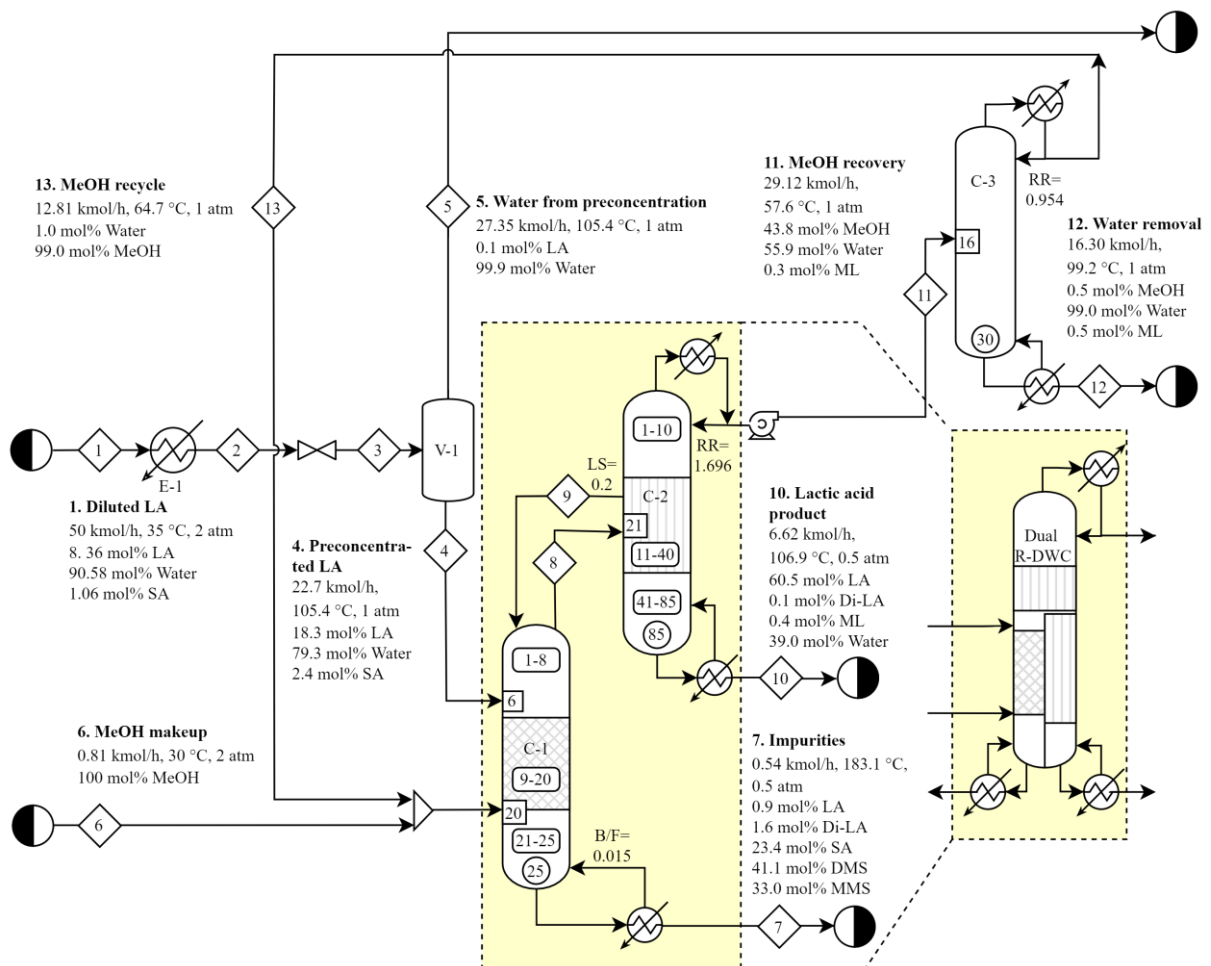 13. MeOH recycle
12.81 kmol/h, 64.7 °C, 1 atm
1.0 mol% Water
99.0 mol% MeOH
13
5
5. Water from preconcentration
27.35 kmol/h, 105.4 °C, 1 atm
0.1 mol% LA
99.9 mol% Water
11. MeOH recovery
29.12 kmol/h,
57.6 °C, 1 atm
43.8 mol% MeOH
55.9 mol% Water
0.3 mol% ML
C-3
RR=
0.954
16
11
30
12. Water removal
16.30 kmol/h,
99.2 °C, 1 atm
0.5 mol% MeOH
99.0 mol% Water
0.5 mol% ML
12
1
2
3
E-1
V-1
1. Diluted LA
50 kmol/h, 35 °C, 2 atm
8. 36 mol% LA
90.58 mol% Water
1.06 mol% SA
4
4. Preconcentra-
ted LA
22.7 kmol/h,
105.4 °C, 1 atm
18.3 mol% LA
79.3 mol% Water
2.4 mol% SA
1-10
RR=
1.696
LS=
0.2
9
C-2
21
8
11-40
41-85
85
10
10. Lactic acid
product
6.62 kmol/h,
106.9 °C, 0.5 atm
60.5 mol% LA
0.1 mol% Di-LA
0.4 mol% ML
39.0 mol% Water
Dual
R-DWC
1-8
6
C-1
9-20
20
21-25
25
B/F=
0.015
6. MeOH makeup
0.81 kmol/h, 30 °C, 2 atm
100 mol% MeOH
6
7. Impurities
0.54 kmol/h, 183.1 °C,
0.5 atm
0.9 mol% LA
1.6 mol% Di-LA
23.4 mol% SA
41.1 mol% DMS
33.0 mol% MMS
7